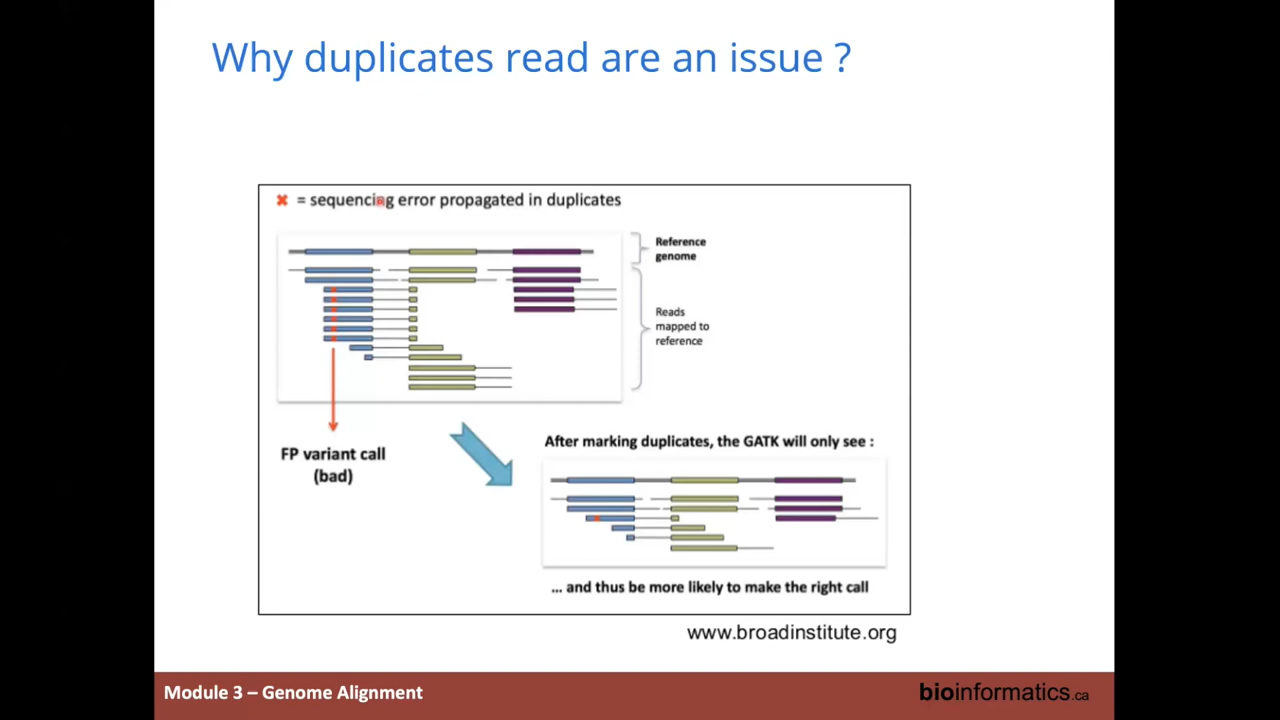 Why duplicates read are an issue ?
✖ = sequencing error propagated in duplicates
Reference
genome
Reads
mapped to
reference
FP variant call
(bad)
After marking duplicates, the GATK will only see :
... and thus be more likely to make the right call
www.broadinstitute.org
Module 3 – Genome Alignment
bioinformatics.ca